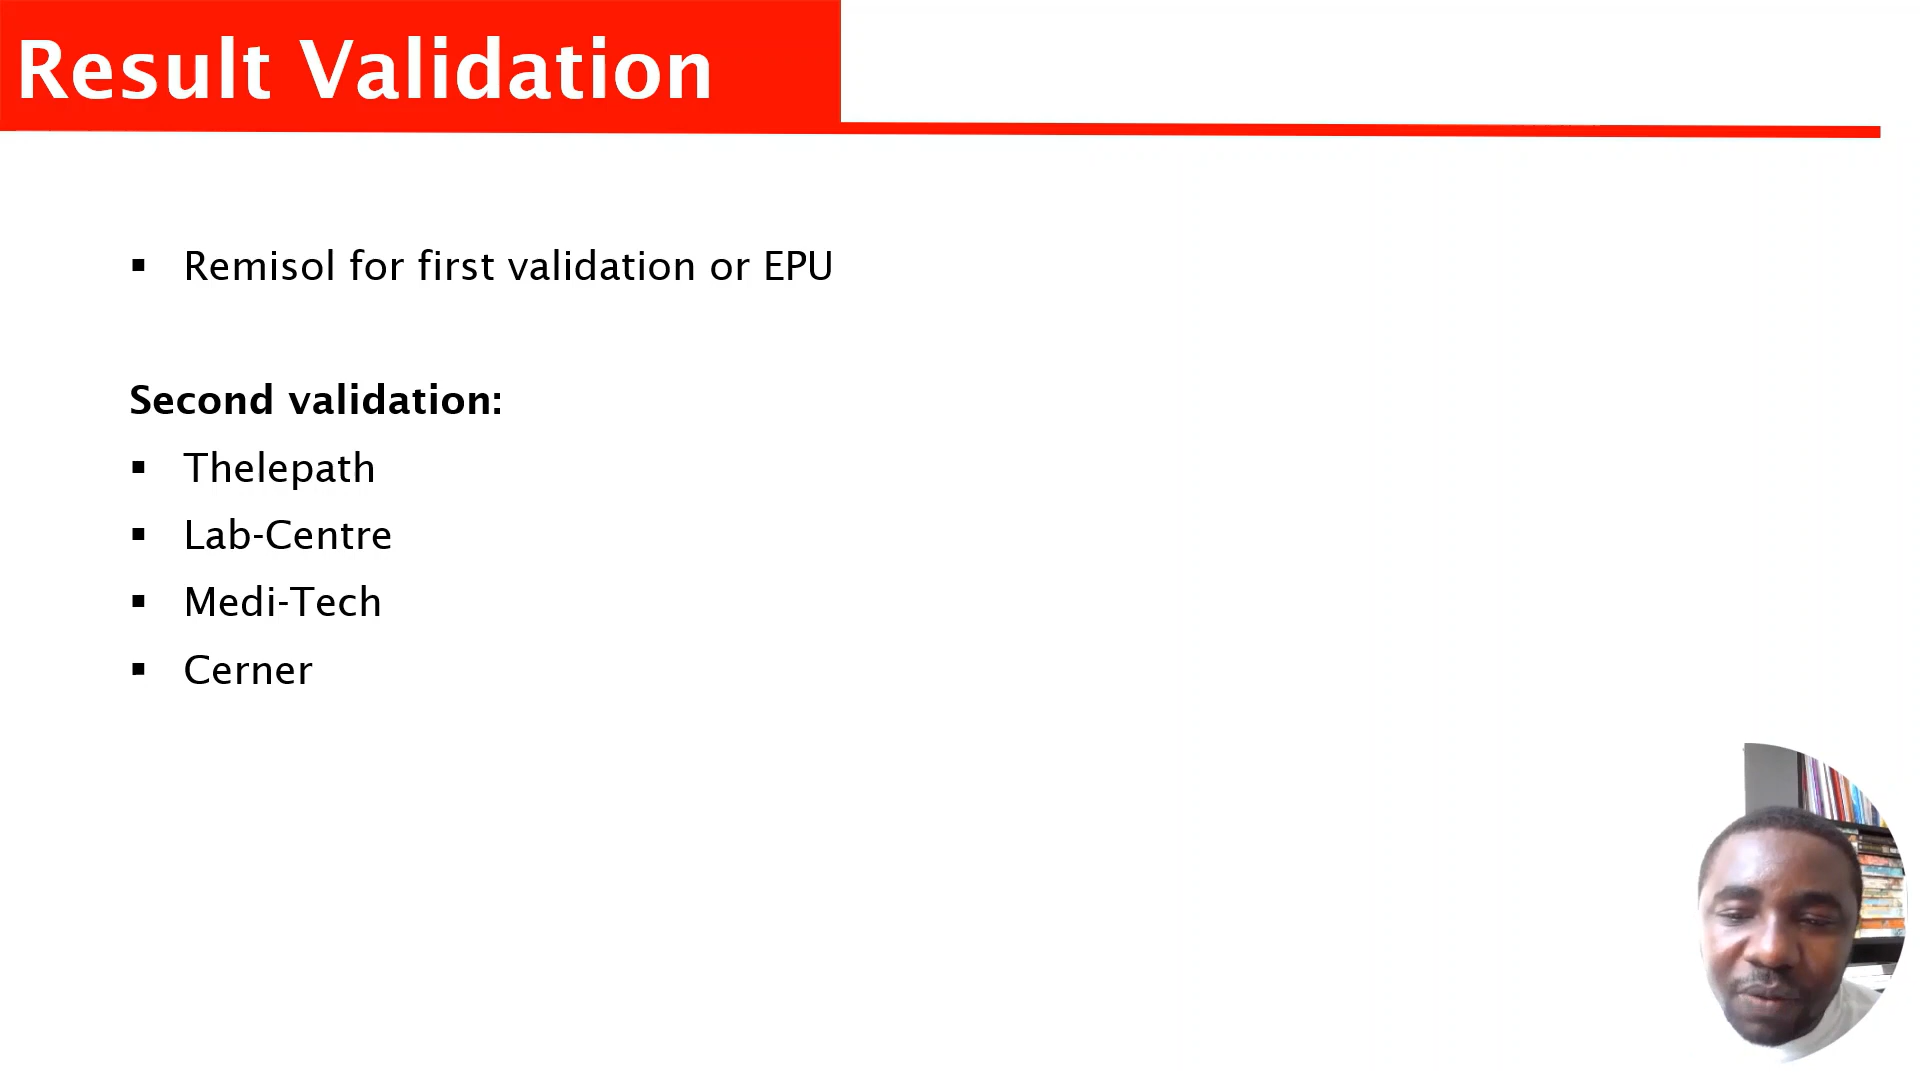 Result Validation
▪ Remisol for first validation or EPU
Second validation:
▪ Thelepath
▪ Lab-Centre
▪ Medi-Tech
▪ Cerner